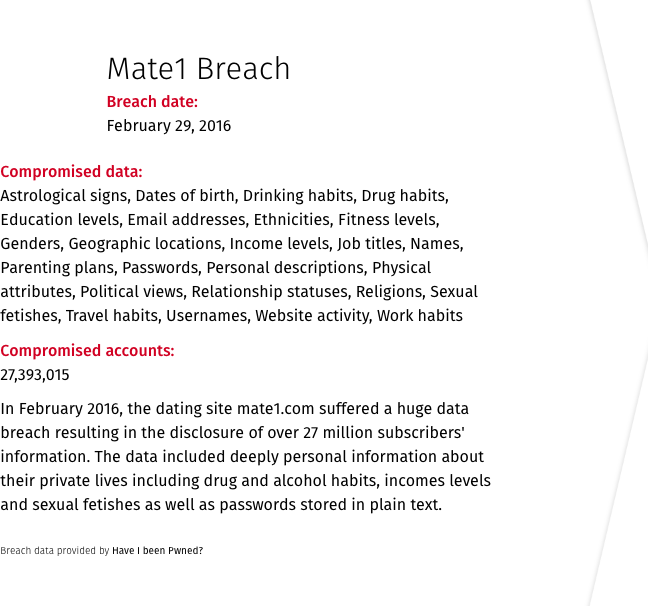 Mate1 Breach
Breach date:
February 29, 2016
Compromised data:
Astrological signs, Dates of birth, Drinking habits, Drug habits,
Education levels, Email addresses, Ethnicities, Fitness levels,
Genders, Geographic locations, Income levels, Job titles, Names,
Parenting plans, Passwords, Personal descriptions, Physical
attributes, Political views, Relationship statuses, Religions, Sexual
fetishes, Travel habits, Usernames, Website activity, Work habits
Compromised accounts:
27,393,015
In February 2016, the dating site mate1.com suffered a huge data
breach resulting in the disclosure of over 27 million subscribers'
information. The data included deeply personal information about
their private lives including drug and alcohol habits, incomes levels
and sexual fetishes as well as passwords stored in plain text.
Breach data provided by Have I been Pwned?